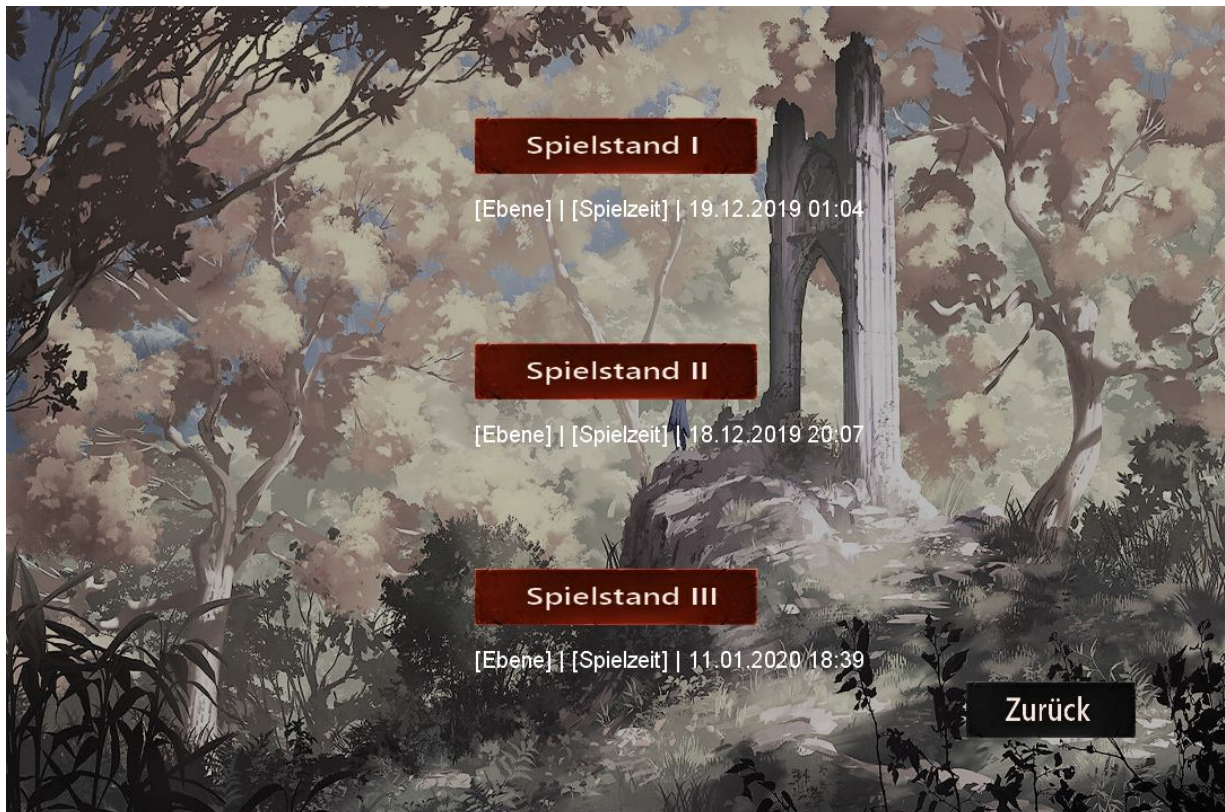 Spielstand I
[Ebene] | [Spielzeit] | 19.12.2019 01:04
Spielstand II
[Ebene] | [Spielzeit] | 18.12.2019 20:07
Spielstand III
[Ebene] | [Spielzeit] | 11.01.2020 18:39
Zurück